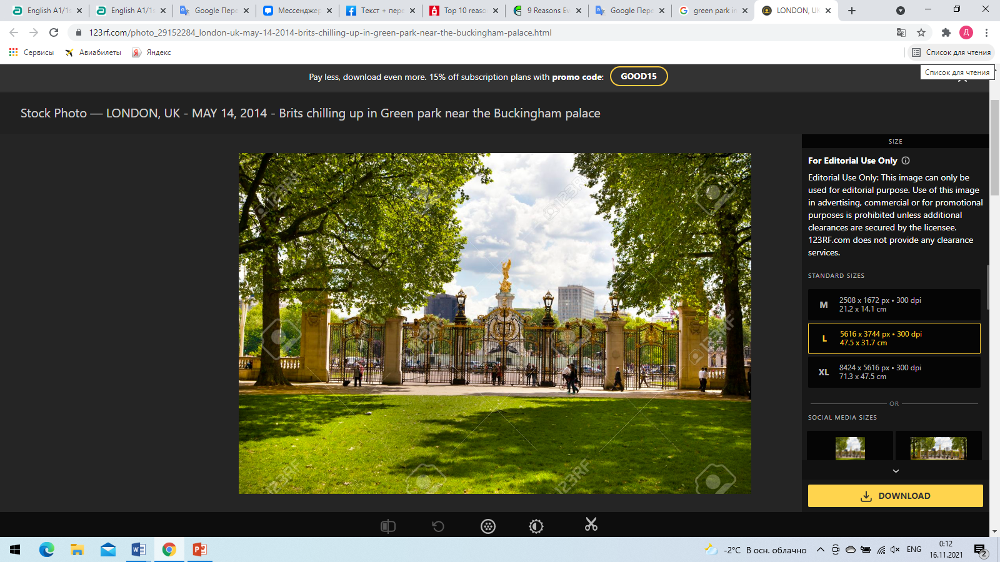 English A1/1s
English A1/1s
Google Пере
Мессенджер
Текст + пере
Top 10 reaso
9 Reasons Ev
Google Пере
green park in
LONDON, UK
123rf.com/photo_29152284_london-uk-may-14-2014-brits-chilling-up-in-green-park-near-the-buckingham-palace.html
Д
Сервисы
Авиабилеты
Я
Яндекс
Список для чтения
Список для чтения
Pay less, download even more. 15% off subscription plans with promo code:
GOOD15
Stock Photo — LONDON, UK - MAY 14, 2014 - Brits chilling up in Green park near the Buckingham palace
123RF
123RF
123RF
123RF
123RF
123RF
SIZE
For Editorial Use Only
Editorial Use Only: This image can only be
used for editorial purpose. Use of this image
in advertising, commercial or for promotional
purposes is prohibited unless additional
clearances are secured by the licensee.
123RF.com does not provide any clearance
services.
STANDARD SIZES
M
2508 x 1672 px • 300 dpi
21.2 x 14.1 cm
L
5616 x 3744 px • 300 dpi
47.5 x 31.7 cm
XL
8424 x 5616 px • 300 dpi
71.3 x 47.5 cm
OR
SOCIAL MEDIA SIZES
DOWNLOAD
-2°C В осн. облачно
ENG
0:12
16.11.2021
2